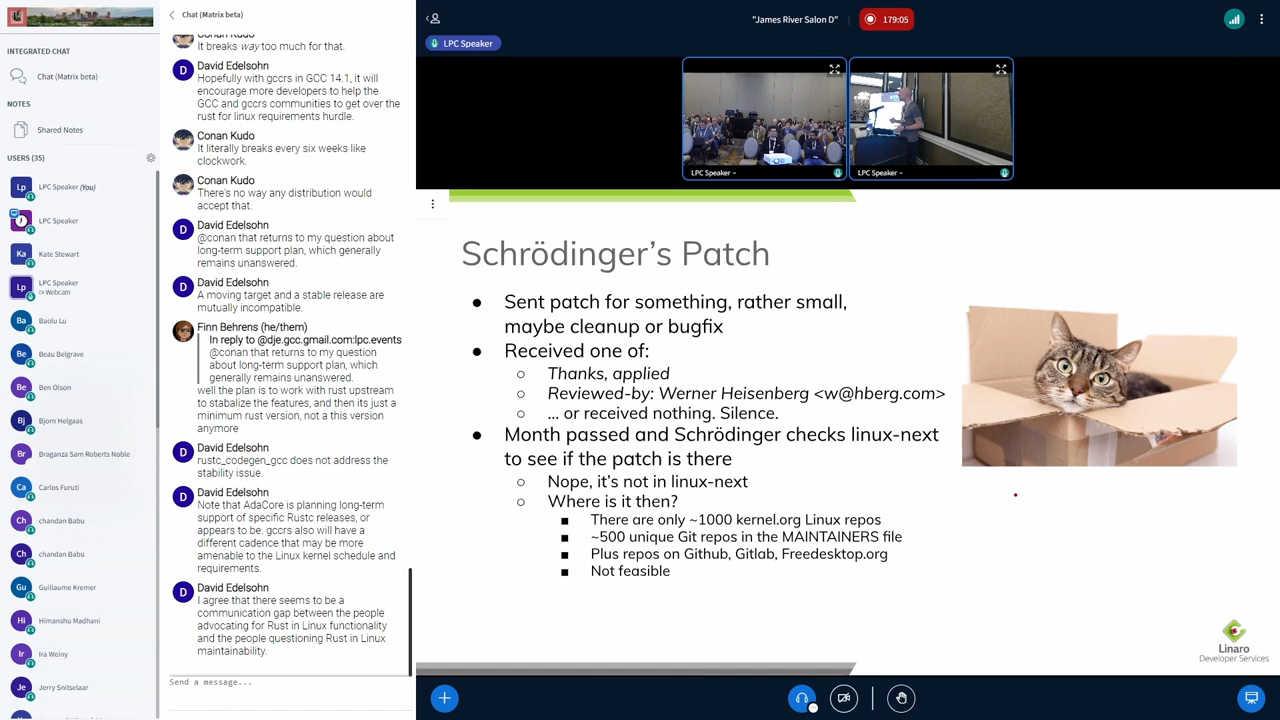 INTEGRATED CHAT
Chat (Matrix beta)
NOTES
Shared Notes
USERS (35)
Lp LPC Speaker (You)
LPC Speaker
Ka Kate Stewart
Lp LPC Speaker
Webcam
Ba Baolu Lu
Be Beau Belgrave
Be Ben Olson
Bj Bjorn Helgaas
Br Braganza Sam Roberts Noble
Ca Carlos Furuti
Ch chandan Babu
Ch chandan Babu
Gu Guillaume Kremer
Hi Himanshu Madhani
Ir Ira Weiny
Je Jerry Snitselaar
Chat (Matrix beta)
Conan Kudo
It breaks way too much for that.
D David Edelsohn
Hopefully with gccrs in GCC 14.1, it will
encourage more developers to help the
GCC and gccrs communities to get over the
rust for linux requirements hurdle.
Conan Kudo
It literally breaks every six weeks like
clockwork.
Conan Kudo
There's no way any distribution would
accept that.
D David Edelsohn
@conan that returns to my question about
long-term support plan, which generally
remains unanswered.
D David Edelsohn
A moving target and a stable release are
mutually incompatible.
Finn Behrens (he/them)
In reply to @dje.gcc.gmail.com:lpc.events
@conan that returns to my question
about long-term support plan, which
generally remains unanswered.
well the plan is to work with rust upstream
to stabalize the features, and then its just a
minimum rust version, not a this version
anymore
D David Edelsohn
rustc_codegen_gcc does not address the
stability issue.
D David Edelsohn
Note that AdaCore is planning long-term
support of specific Rustc releases, or
appears to be. gccrs also will have a
different cadence that may be more
amenable to the Linux kernel schedule and
requirements.
D David Edelsohn
I agree that there seems to be a
communication gap between the people
advocating for Rust in Linux functionality
and the people questioning Rust in Linux
maintainability.
Send a message...
"James River Salon D"
179:05
LPC Speaker
LPC Speaker
LPC Speaker
Schrödinger's Patch
● Sent patch for something, rather small,
maybe cleanup or bugfix
● Received one of:
○ Thanks, applied
○ Reviewed-by: Werner Heisenberg <w@hberg.com>
○ … or received nothing. Silence.
● Month passed and Schrödinger checks linux-next
to see if the patch is there
○ Nope, it's not in linux-next
○ Where is it then?
■ There are only ~1000 kernel.org Linux repos
■ ~500 unique Git repos in the MAINTAINERS file
■ Plus repos on Github, Gitlab, Freedesktop.org
■ Not feasible
Linaro
Developer Services